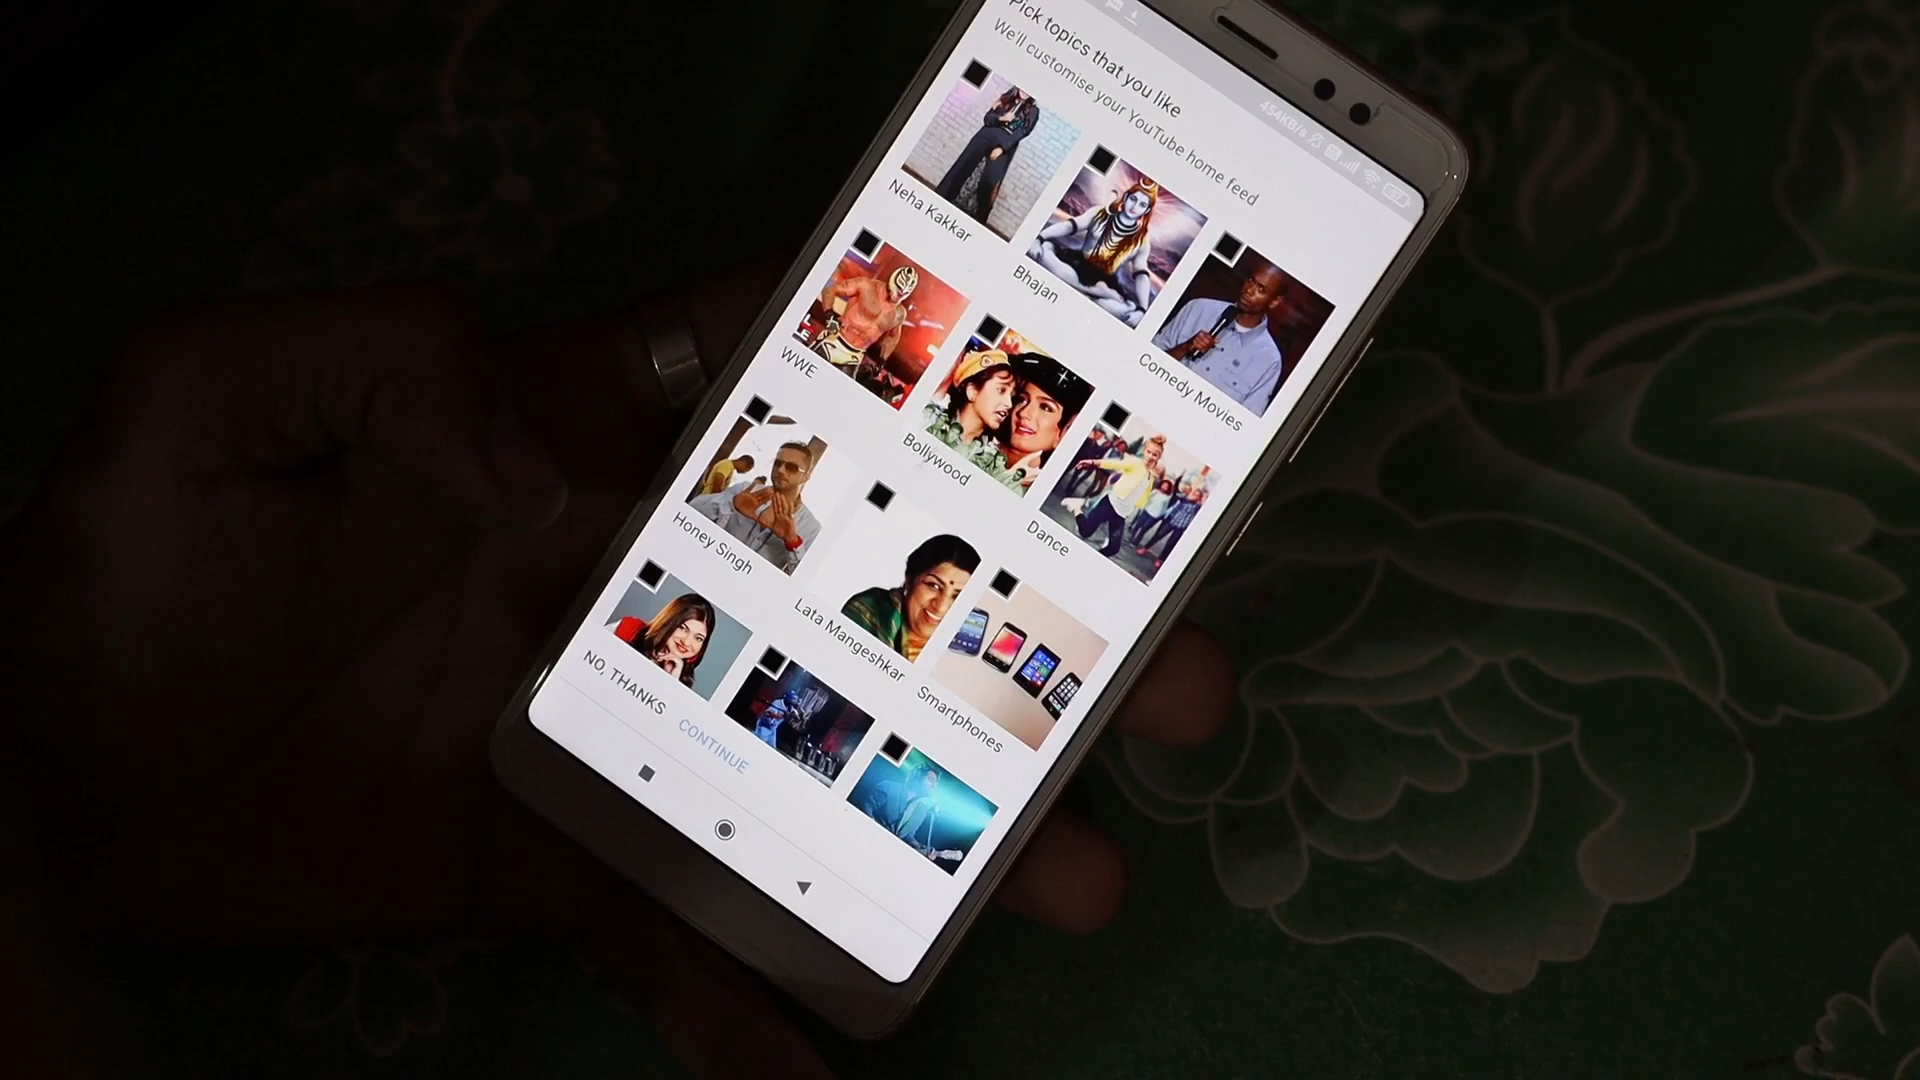 454KB/s
Pick topics that you like
We'll customise your YouTube home feed
Neha Kakkar
Bhajan
Comedy Movies
WWE
Bollywood
Dance
Honey Singh
Lata Mangeshkar
Smartphones
NO, THANKS
CONTINUE